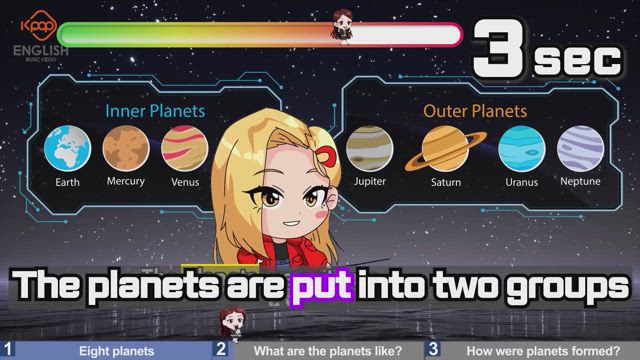 Kpop
ENGLISH
MUSIC VIDEO
3 sec
Inner Planets
Earth
Mercury
Venus
Outer Planets
Jupiter
Saturn
Uranus
Neptune
The planets are put into two groups
1 Eight planets
2 What are the planets like?
3 How were planets formed?